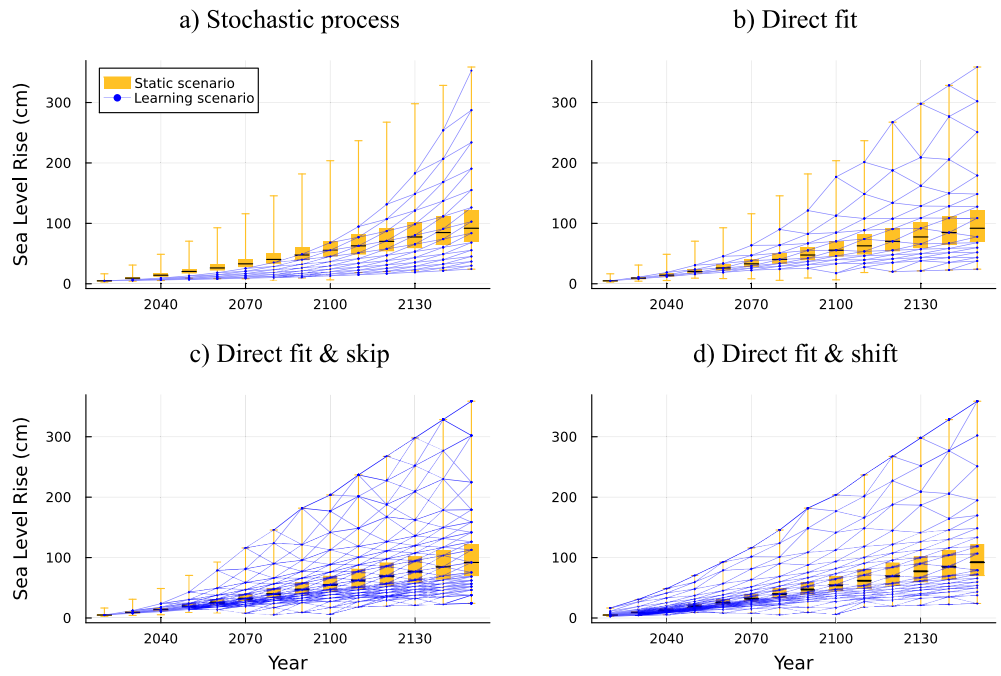 a) Stochastic process
b) Direct fit
Sea Level Rise (cm)
300
200
100
0
Static scenario
Learning scenario
2040 2070 2100 2130
300
200
100
0
2040 2070 2100 2130
c) Direct fit & skip
d) Direct fit & shift
Sea Level Rise (cm)
300
200
100
0
2040 2070 2100 2130
Year
300
200
100
0
2040 2070 2100 2130
Year